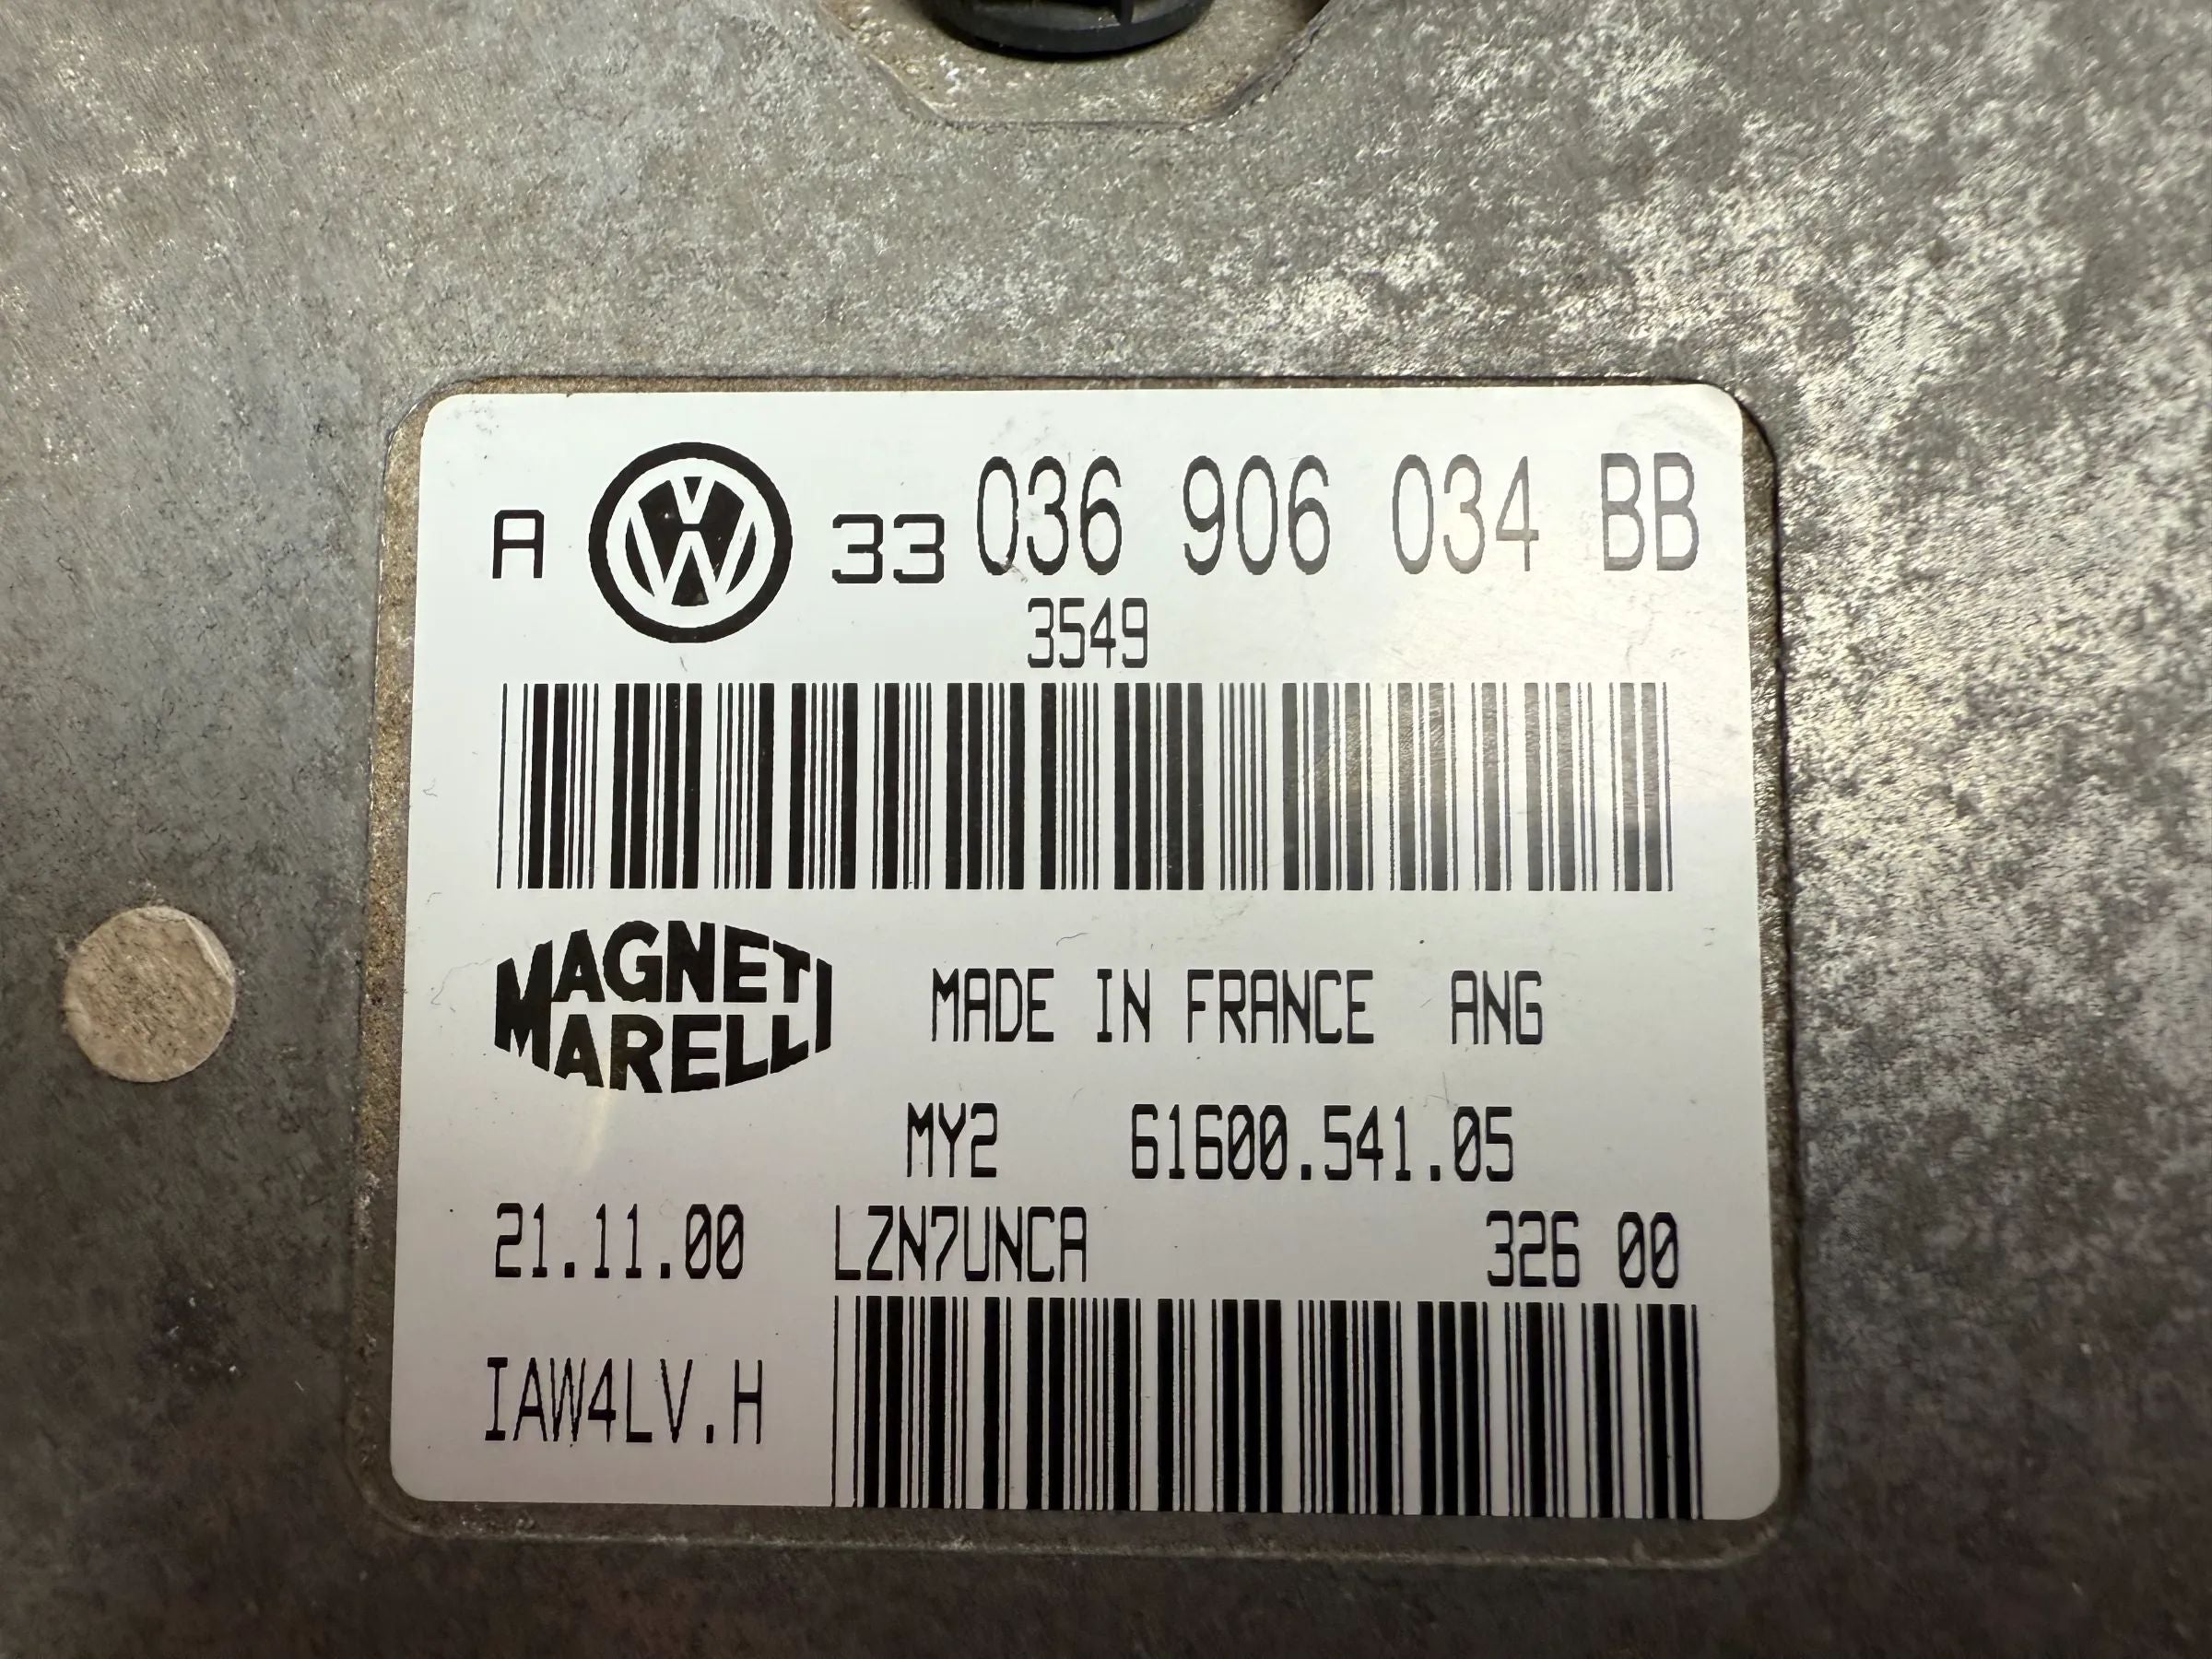 A VW 33 036 906 034 BB
3549
MAGNETI MARELLI
MADE IN FRANCE ANG
MY2 61600.541.05
21.11.00 LZN7UNCA 326 00
IAW4LV.H